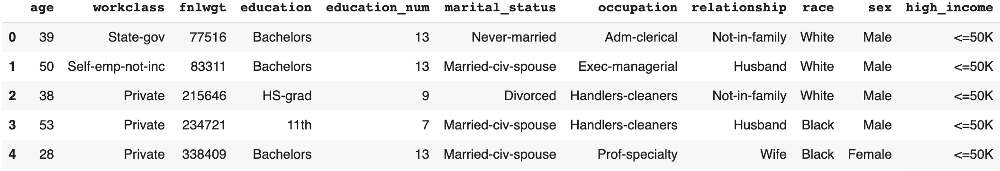 age workclass fnlwgt education education_num marital_status occupation relationship race sex high_income
0 39 State-gov 77516 Bachelors 13 Never-married Adm-clerical Not-in-family White Male <=50K
1 50 Self-emp-not-inc 83311 Bachelors 13 Married-civ-spouse Exec-managerial Husband White Male <=50K
2 38 Private 215646 HS-grad 9 Divorced Handlers-cleaners Not-in-family White Male <=50K
3 53 Private 234721 11th 7 Married-civ-spouse Handlers-cleaners Husband Black Male <=50K
4 28 Private 338409 Bachelors 13 Married-civ-spouse Prof-specialty Wife Black Female <=50K